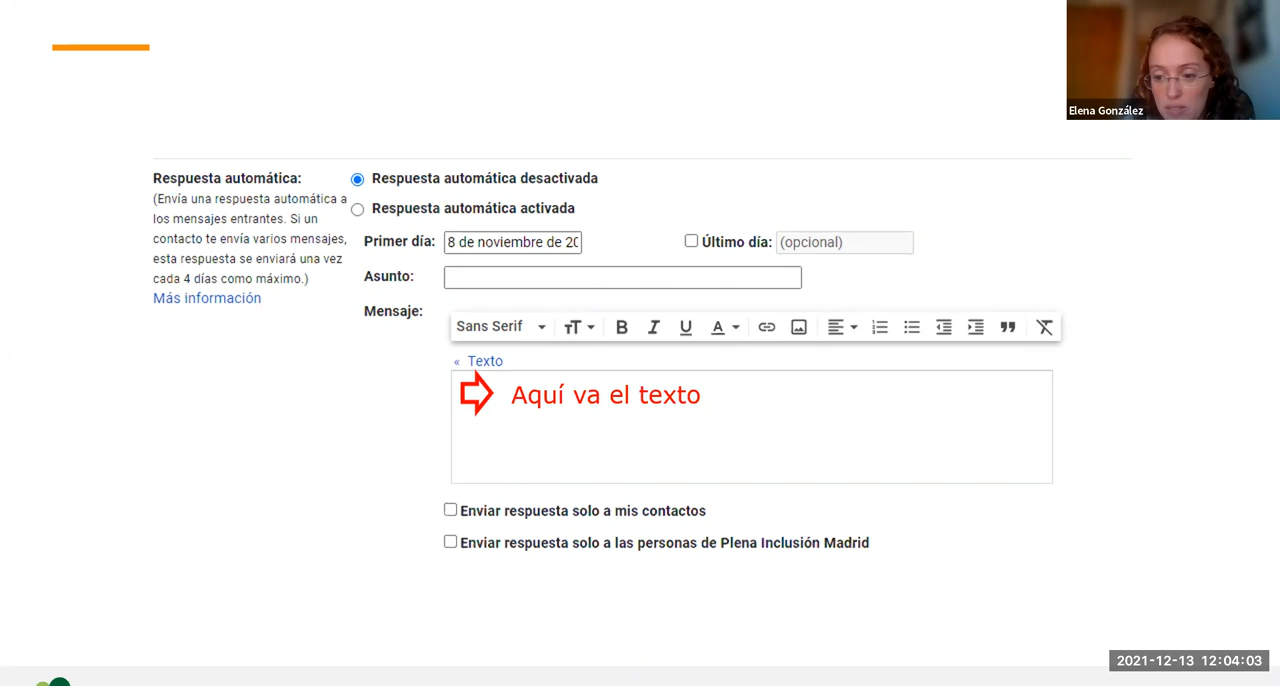 Elena González
Respuesta automática:
(Envía una respuesta automática a
los mensajes entrantes. Si un
contacto te envía varios mensajes,
esta respuesta se enviará una vez
cada 4 días como máximo.)
Más información
Respuesta automática desactivada
Respuesta automática activada
Primer día: 8 de noviembre de 20 Último día: (opcional)
Asunto:
Mensaje:
Sans Serif TT B I U A
« Texto
Aquí va el texto
Enviar respuesta solo a mis contactos
Enviar respuesta solo a las personas de Plena Inclusión Madrid
2021-12-13 12:04:03